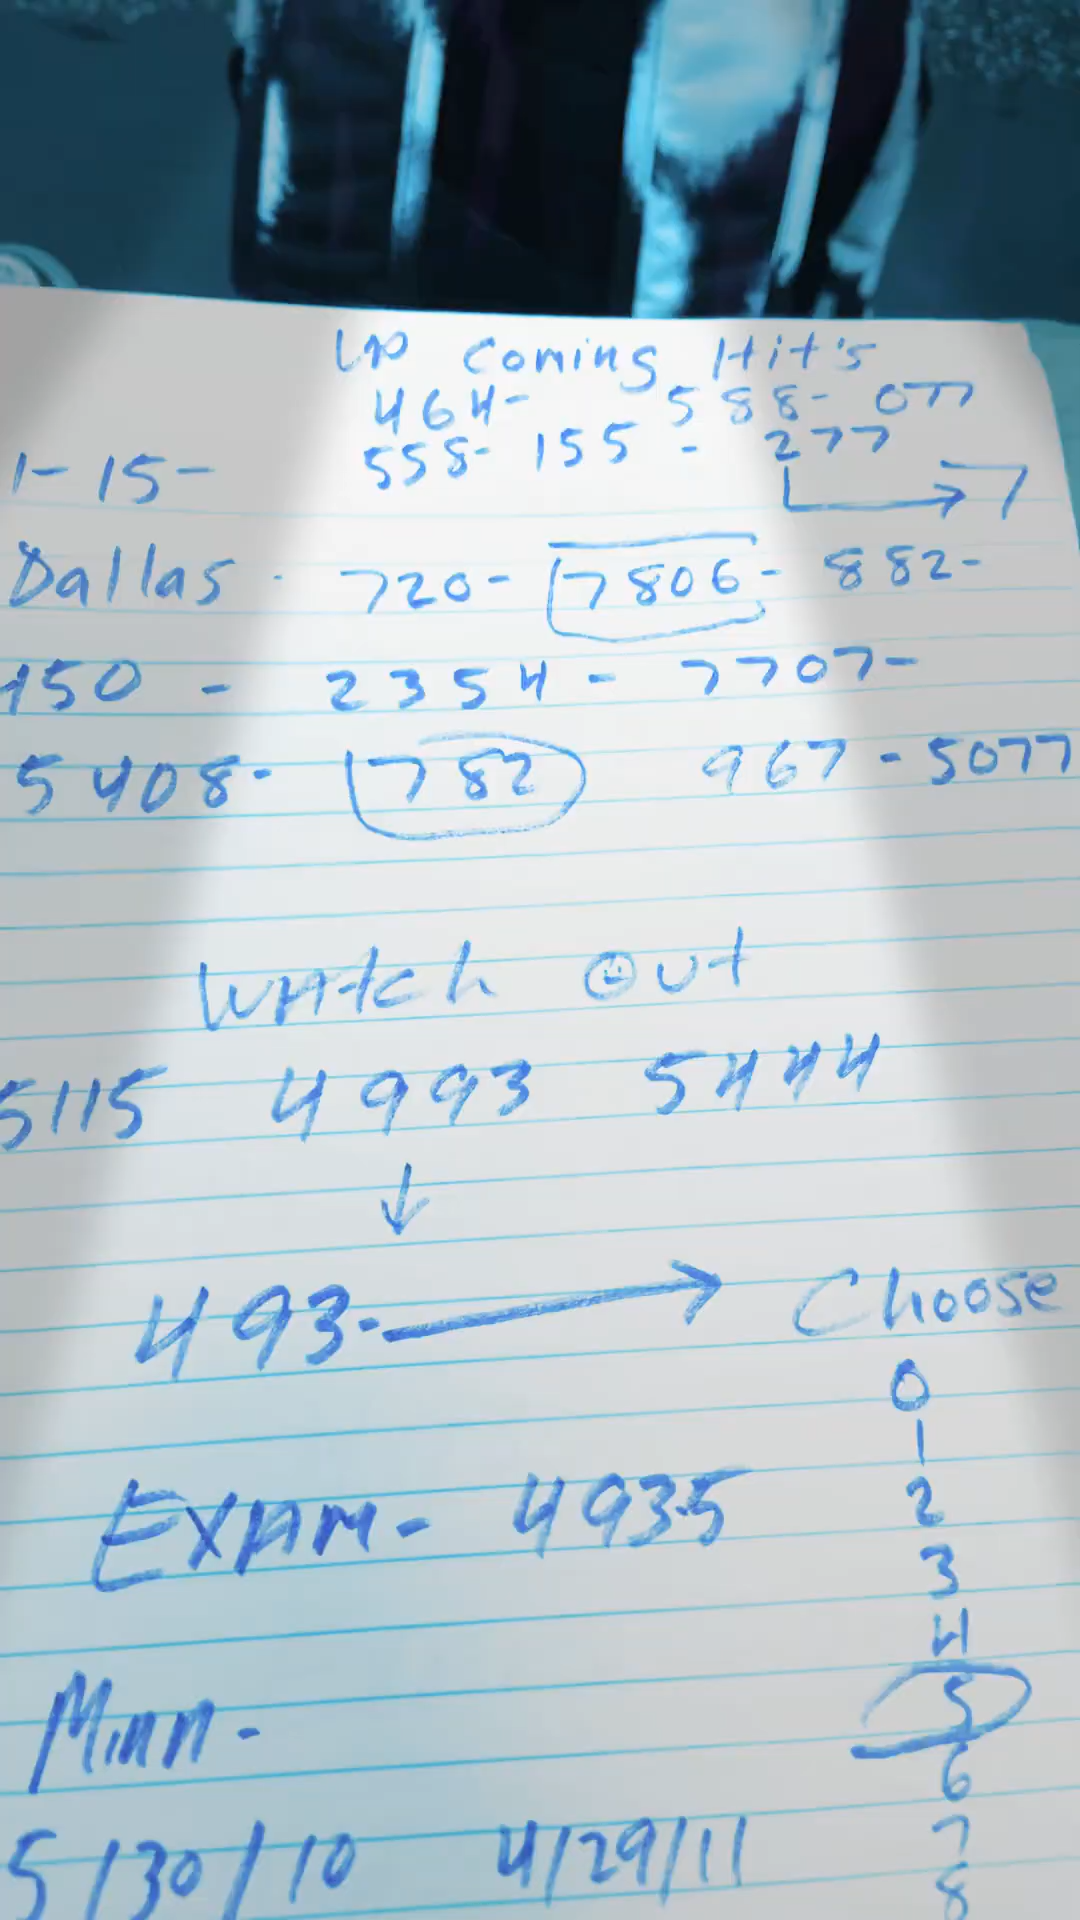 Up Coming Hit's
464- 588- 077
558- 155 - 277
1-15- 7
Dallas - 720- 7806- 882-
150 - 2354 - 7707-
5408- 782 967-5077
Watch Out
5115 4993 5444
493- Choose
0
1
2
Exam- 4935
3
4
5
Minn-
6
7
5/30/10 4/29/11
8